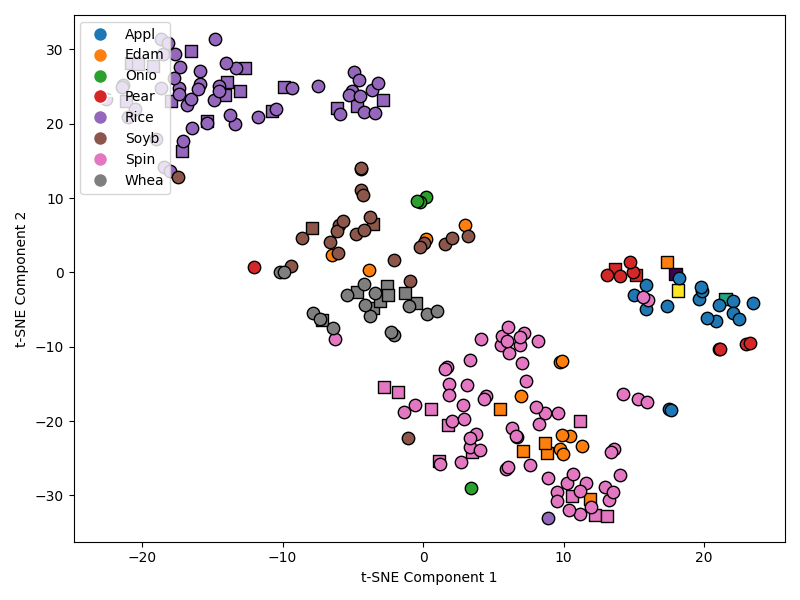 Appl
Edam
Onio
Pear
Rice
Soyb
Spin
Whea
30
20
10
0
−10
−20
−30
−20
−10
0
10
20
t-SNE Component 1
t-SNE Component 2